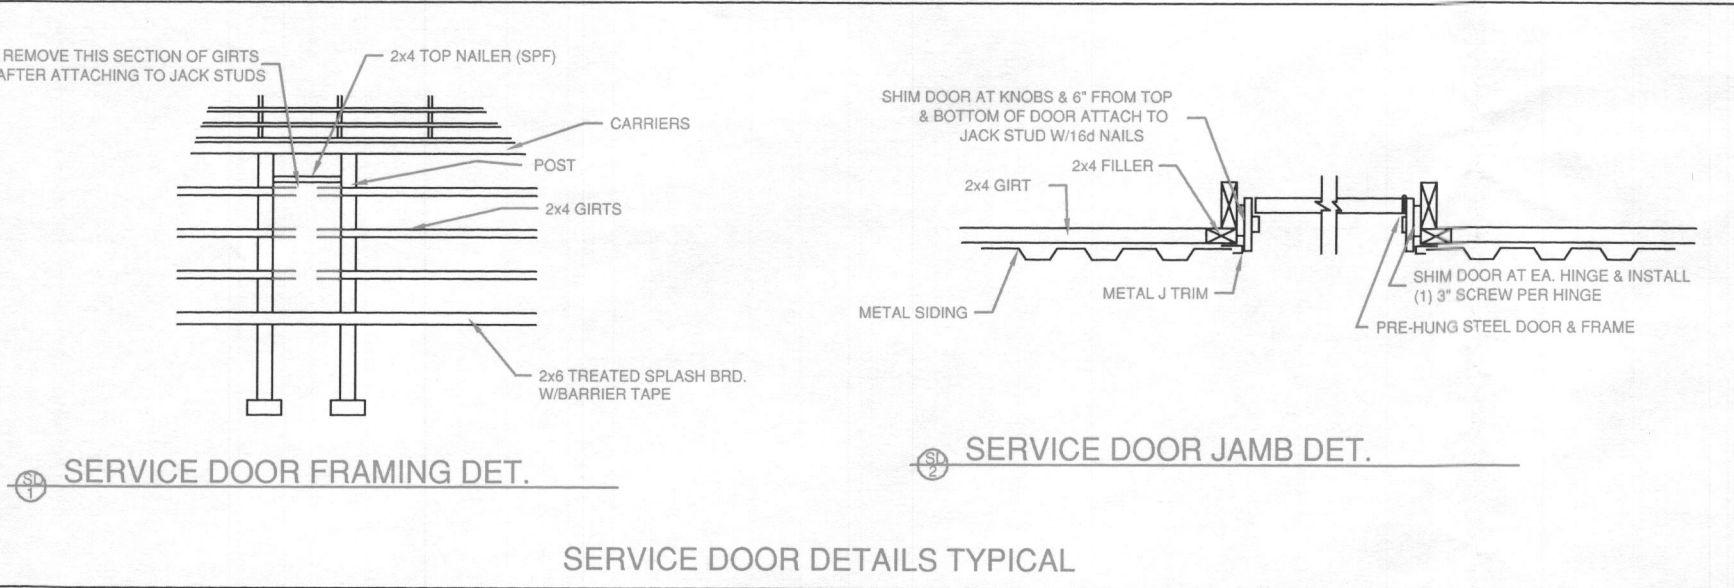 REMOVE THIS SECTION OF GIRTS
AFTER ATTACHING TO JACK STUDS
2x4 TOP NAILER (SPF)
CARRIERS
POST
2x4 GIRTS
2x6 TREATED SPLASH BRD.
W/BARRIER TAPE
SD
1
SERVICE DOOR FRAMING DET.
SHIM DOOR AT KNOBS & 6" FROM TOP
& BOTTOM OF DOOR ATTACH TO
JACK STUD W/16d NAILS
2x4 FILLER
2x4 GIRT
METAL SIDING
METAL J TRIM
SHIM DOOR AT EA. HINGE & INSTALL
(1) 3" SCREW PER HINGE
PRE-HUNG STEEL DOOR & FRAME
SD
2
SERVICE DOOR JAMB DET.
SERVICE DOOR DETAILS TYPICAL